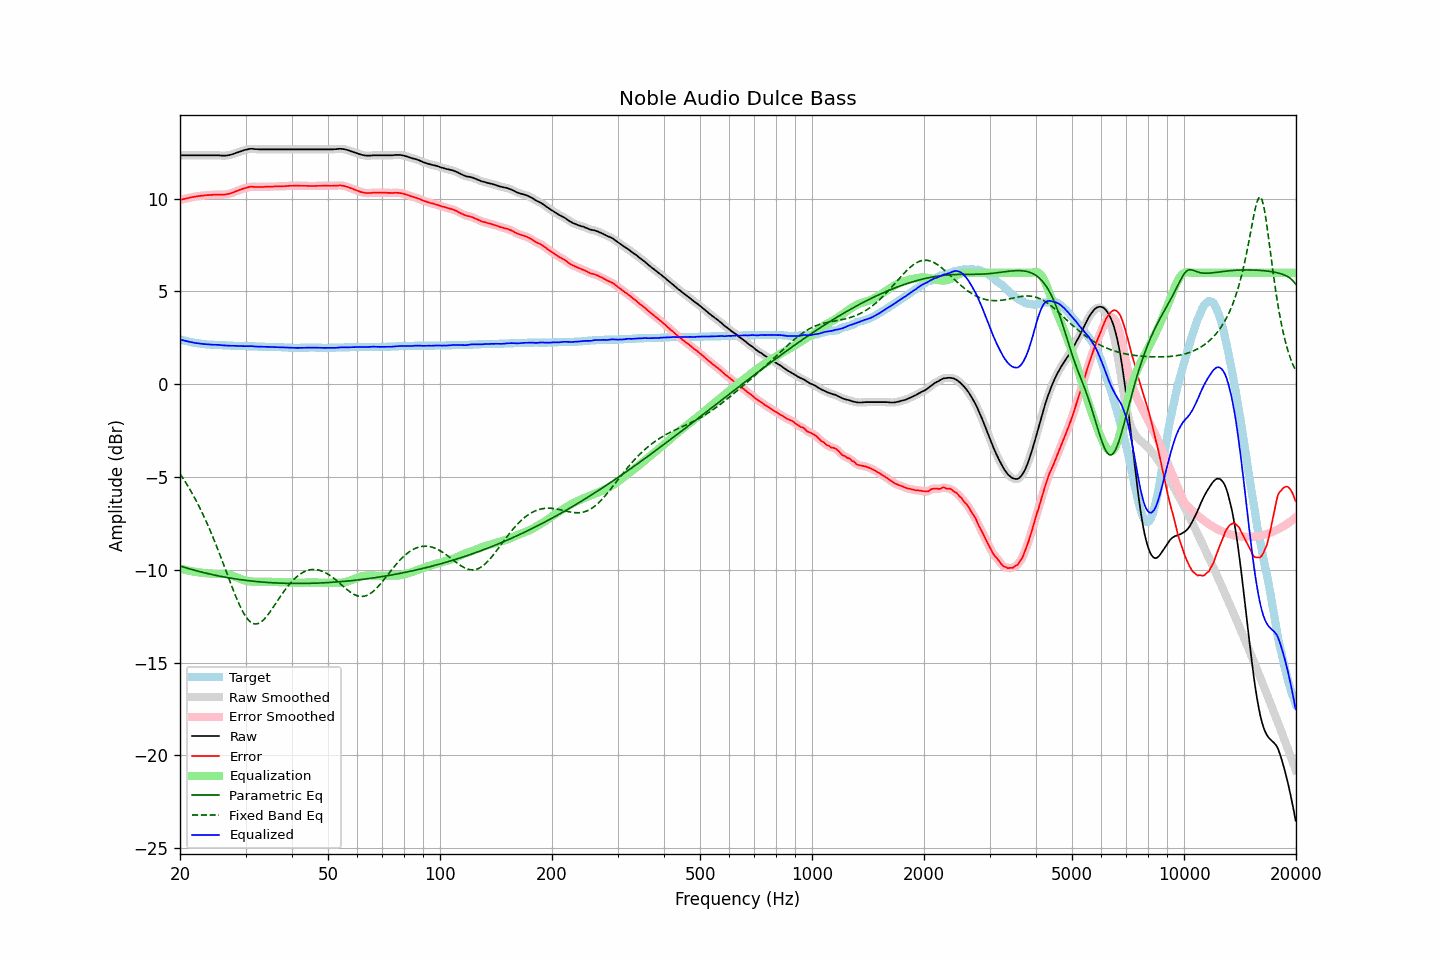 Noble Audio Dulce Bass
Amplitude (dBr)
10
5
0
−5
−10
−15
−20
−25
Target
Raw Smoothed
Error Smoothed
Raw
Error
Equalization
Parametric Eq
Fixed Band Eq
Equalized
20 50 100 200 500 1000 2000 5000 10000 20000
Frequency (Hz)